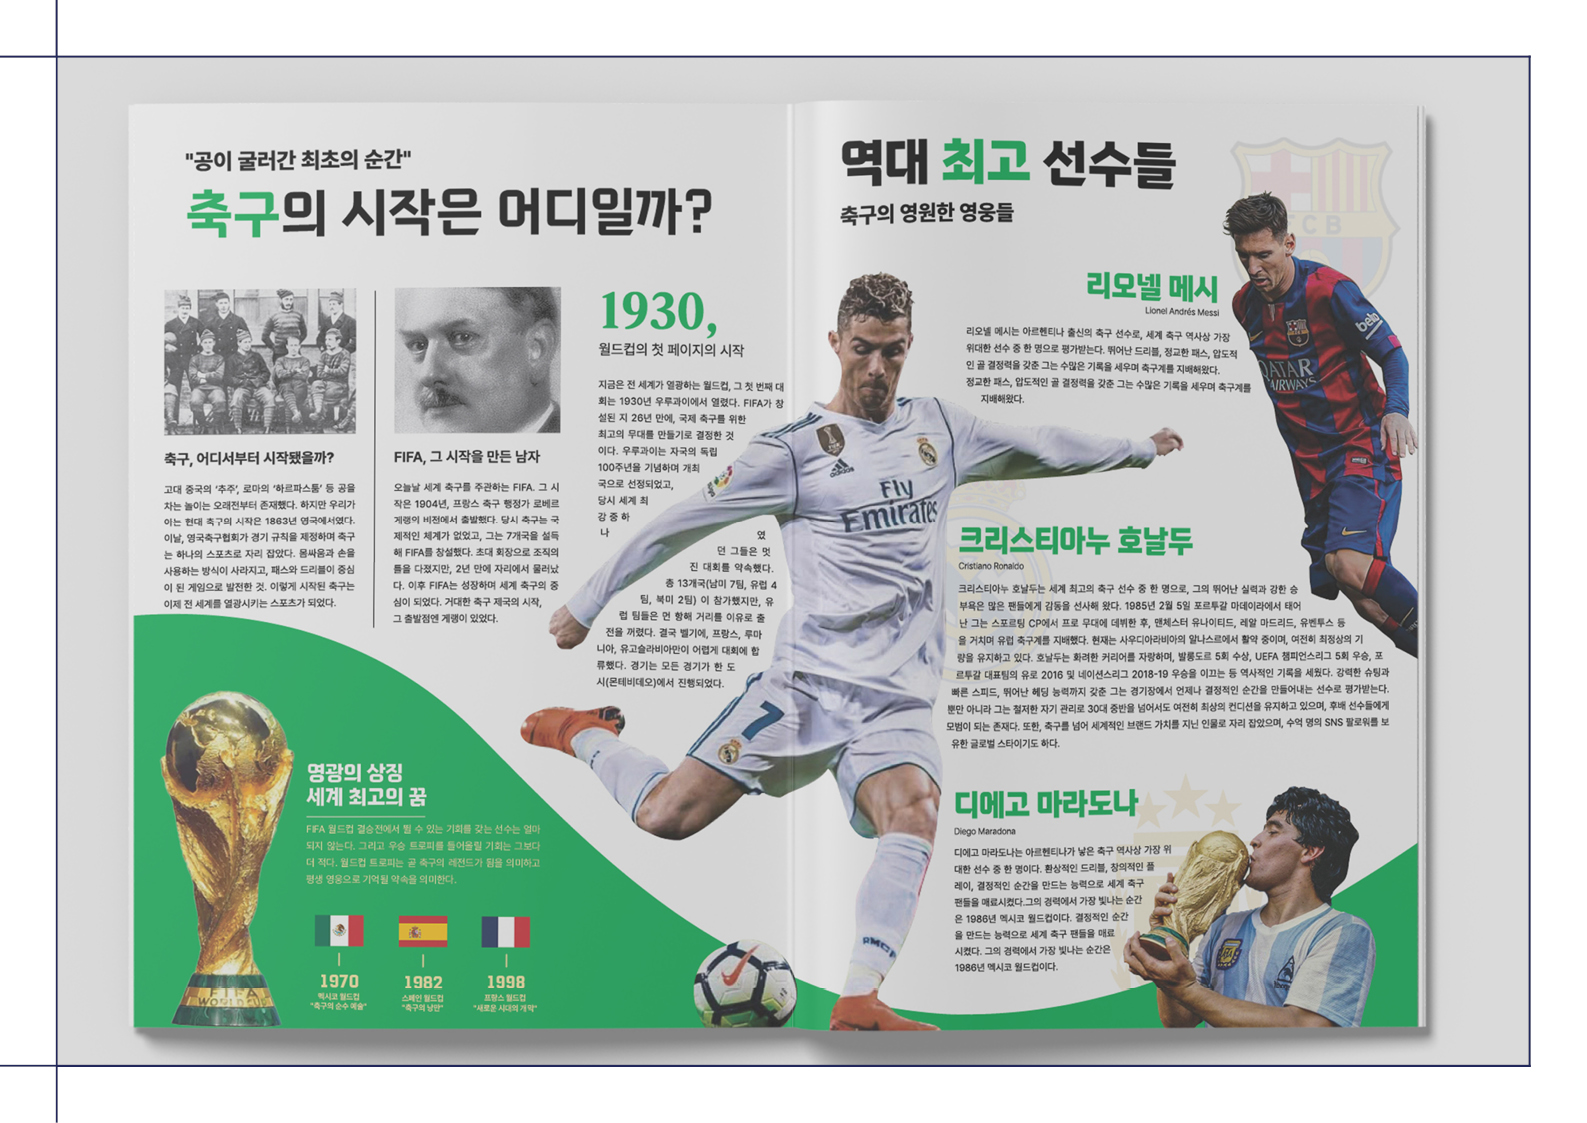 "공이 굴러간 최초의 순간"
축구의 시작은 어디일까?
축구, 어디서부터 시작됐을까?
고대 중국의 '추주', 로마의 '하르파스툼' 등 공을
차는 놀이는 오래전부터 존재했다. 하지만 우리가
아는 현대 축구의 시작은 1863년 영국에서였다.
이날, 영국축구협회가 경기 규칙을 제정하며 축구
는 하나의 스포츠로 자리 잡았다. 몸싸움과 손을
사용하는 방식이 사라지고, 패스와 드리블이 중심
이 된 게임으로 발전한 것. 이렇게 시작된 축구는
이제 전 세계를 열광시키는 스포츠가 되었다.
FIFA, 그 시작을 만든 남자
오늘날 세계 축구를 주관하는 FIFA. 그 시
작은 1904년, 프랑스 축구 행정가 로베르
게랭의 비전에서 출발했다. 당시 축구는 국
제적인 체계가 없었고, 그는 7개국을 설득
해 FIFA를 창설했다. 초대 회장으로 조직의
틀을 다졌지만, 2년 만에 자리에서 물러났
다. 이후 FIFA는 성장하며 세계 축구의 중
심이 되었다. 거대한 축구 제국의 시작,
그 출발점엔 게랭이 있었다.
1930,
월드컵의 첫 페이지의 시작
지금은 전 세계가 열광하는 월드컵, 그 첫 번째 대
회는 1930년 우루과이에서 열렸다. FIFA가 창
설된 지 26년 만에, 국제 축구를 위한
최고의 무대를 만들기로 결정한 것
이다. 우루과이는 자국의 독립
100주년을 기념하며 개최
국으로 선정되었고,
당시 세계 최
강 중 하
나 였
던 그들은 멋
진 대회를 약속했다.
총 13개국(남미 7팀, 유럽 4
팀, 북미 2팀) 이 참가했지만, 유
럽 팀들은 먼 항해 거리를 이유로 출
전을 꺼렸다. 결국 벨기에, 프랑스, 루마
니아, 유고슬라비아만이 어렵게 대회에 합
류했다. 경기는 모든 경기가 한 도
시(몬테비데오)에서 진행되었다.
영광의 상징
세계 최고의 꿈
FIFA 월드컵 결승전에서 뛸 수 있는 기회를 갖는 선수는 얼마
되지 않는다. 그리고 우승 트로피를 들어올릴 기회는 그보다
더 적다. 월드컵 트로피는 곧 축구의 레전드가 됨을 의미하고
평생 영웅으로 기억될 약속을 의미한다.
1970
멕시코 월드컵
"축구의 순수 예술"
1982
스페인 월드컵
"축구의 낭만"
1998
프랑스 월드컵
"새로운 시대의 개막"
FIFA
WORLD CUP
역대 최고 선수들
축구의 영원한 영웅들
FCB
리오넬 메시
Lionel Andrés Messi
리오넬 메시는 아르헨티나 출신의 축구 선수로, 세계 축구 역사상 가장
위대한 선수 중 한 명으로 평가받는다. 뛰어난 드리블, 정교한 패스, 압도적
인 골 결정력을 갖춘 그는 수많은 기록을 세우며 축구계를 지배해왔다.
정교한 패스, 압도적인 골 결정력을 갖춘 그는 수많은 기록을 세우며 축구계를
지배해왔다.
beko
QATAR
AIRWAYS
adidas
Fly
Emirates
7
RMCF
크리스티아누 호날두
Cristiano Ronaldo
크리스티아누 호날두는 세계 최고의 축구 선수 중 한 명으로, 그의 뛰어난 실력과 강한 승
부욕은 많은 팬들에게 감동을 선사해 왔다. 1985년 2월 5일 포르투갈 마데이라에서 태어
난 그는 스포르팅 CP에서 프로 무대에 데뷔한 후, 맨체스터 유나이티드, 레알 마드리드, 유벤투스 등
을 거치며 유럽 축구계를 지배했다. 현재는 사우디아라비아의 알나스르에서 활약 중이며, 여전히 최정상의 기
량을 유지하고 있다. 호날두는 화려한 커리어를 자랑하며, 발롱도르 5회 수상, UEFA 챔피언스리그 5회 우승, 포
르투갈 대표팀의 유로 2016 및 네이션스리그 2018-19 우승을 이끄는 등 역사적인 기록을 세웠다. 강력한 슈팅과
빠른 스피드, 뛰어난 헤딩 능력까지 갖춘 그는 경기장에서 언제나 결정적인 순간을 만들어내는 선수로 평가받는다.
뿐만 아니라 그는 철저한 자기 관리로 30대 중반을 넘어서도 여전히 최상의 컨디션을 유지하고 있으며, 후배 선수들에게
모범이 되는 존재다. 또한, 축구를 넘어 세계적인 브랜드 가치를 지닌 인물로 자리 잡았으며, 수억 명의 SNS 팔로워를 보
유한 글로벌 스타이기도 하다.
디에고 마라도나
Diego Maradona
디에고 마라도나는 아르헨티나가 낳은 축구 역사상 가장 위
대한 선수 중 한 명이다. 환상적인 드리블, 창의적인 플
레이, 결정적인 순간을 만드는 능력으로 세계 축구
팬들을 매료시켰다.그의 경력에서 가장 빛나는 순간
은 1986년 멕시코 월드컵이다. 결정적인 순간
을 만드는 능력으로 세계 축구 팬들을 매료
시켰다. 그의 경력에서 가장 빛나는 순간은
1986년 멕시코 월드컵이다.